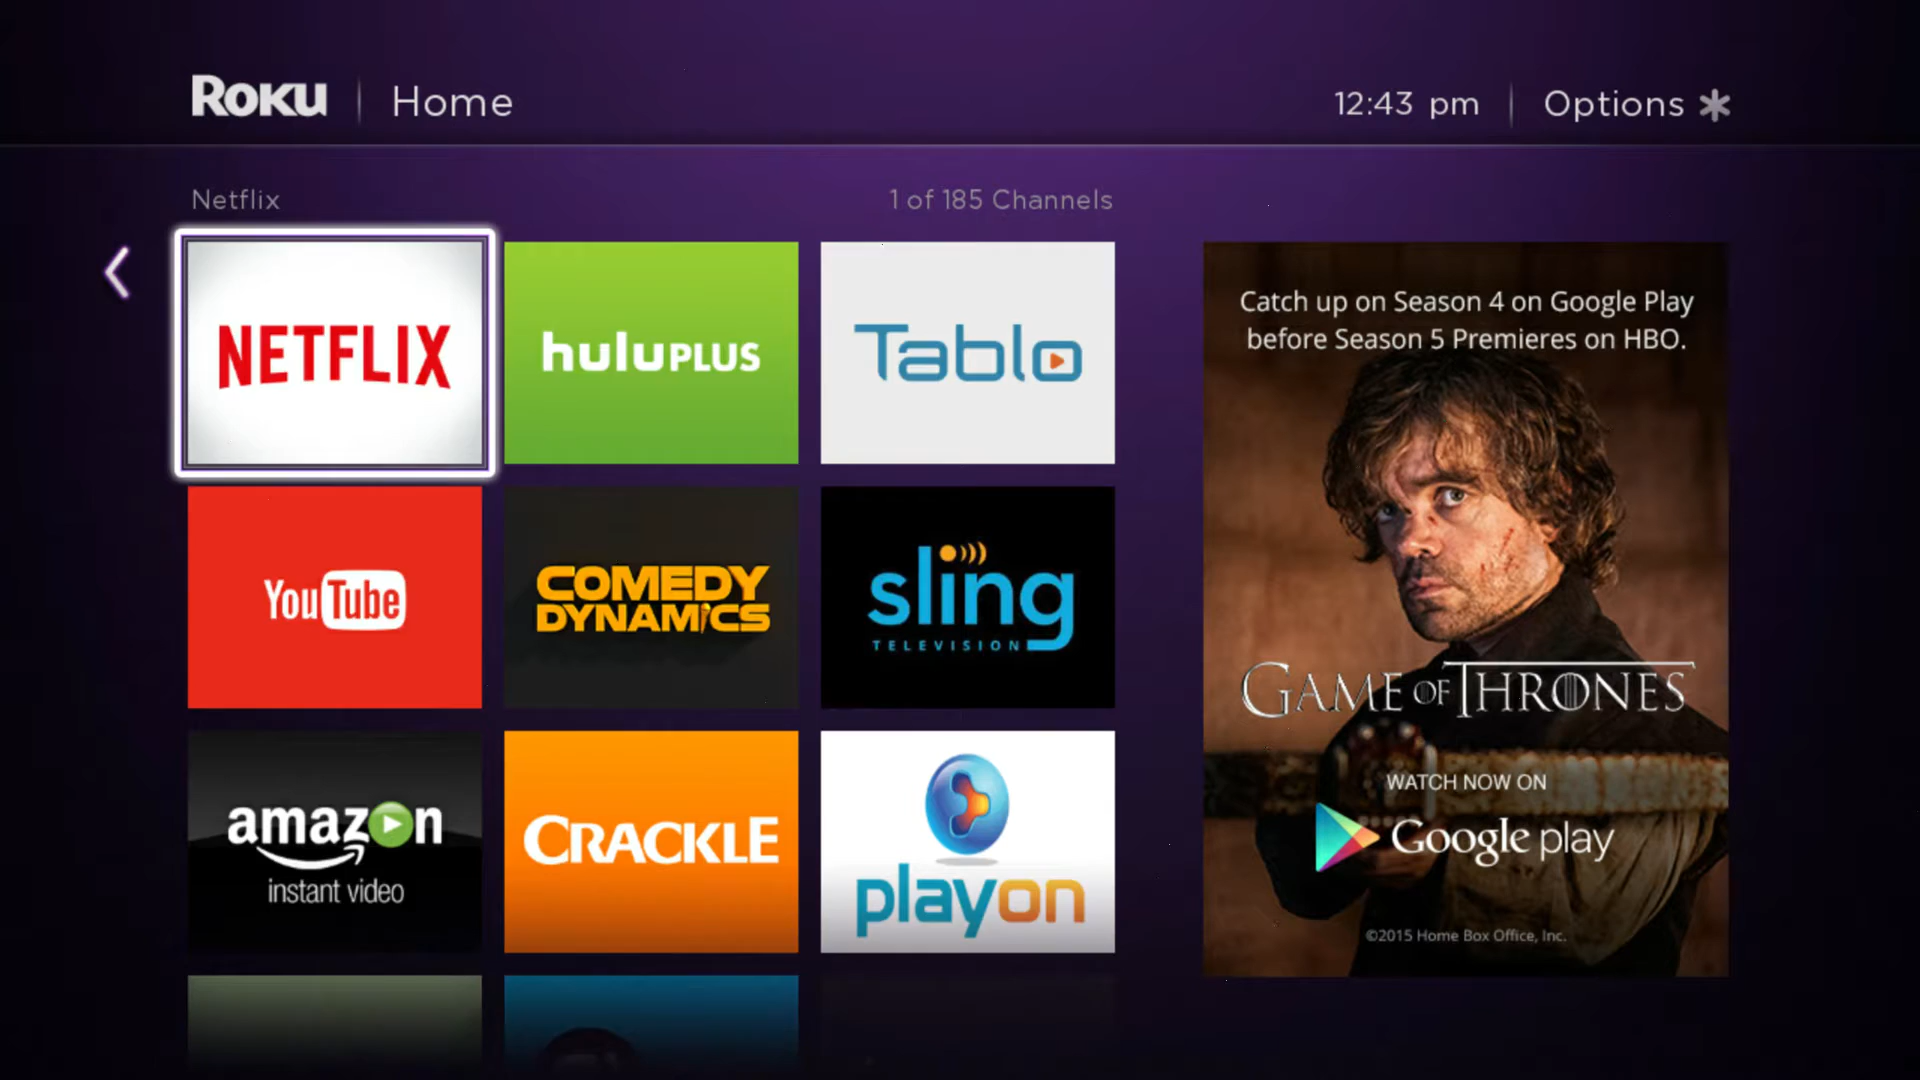 Roku | Home
12:43 pm | Options *
Netflix
1 of 185 Channels
NETFLIX
huluPLUS
Tablo
YouTube
COMEDY
DYNAMICS
sling
TELEVISION
amazon
instant video
CRACKLE
playon
Catch up on Season 4 on Google Play
before Season 5 Premieres on HBO.
GAME OF THRONES
WATCH NOW ON
Google play
©2015 Home Box Office, Inc.